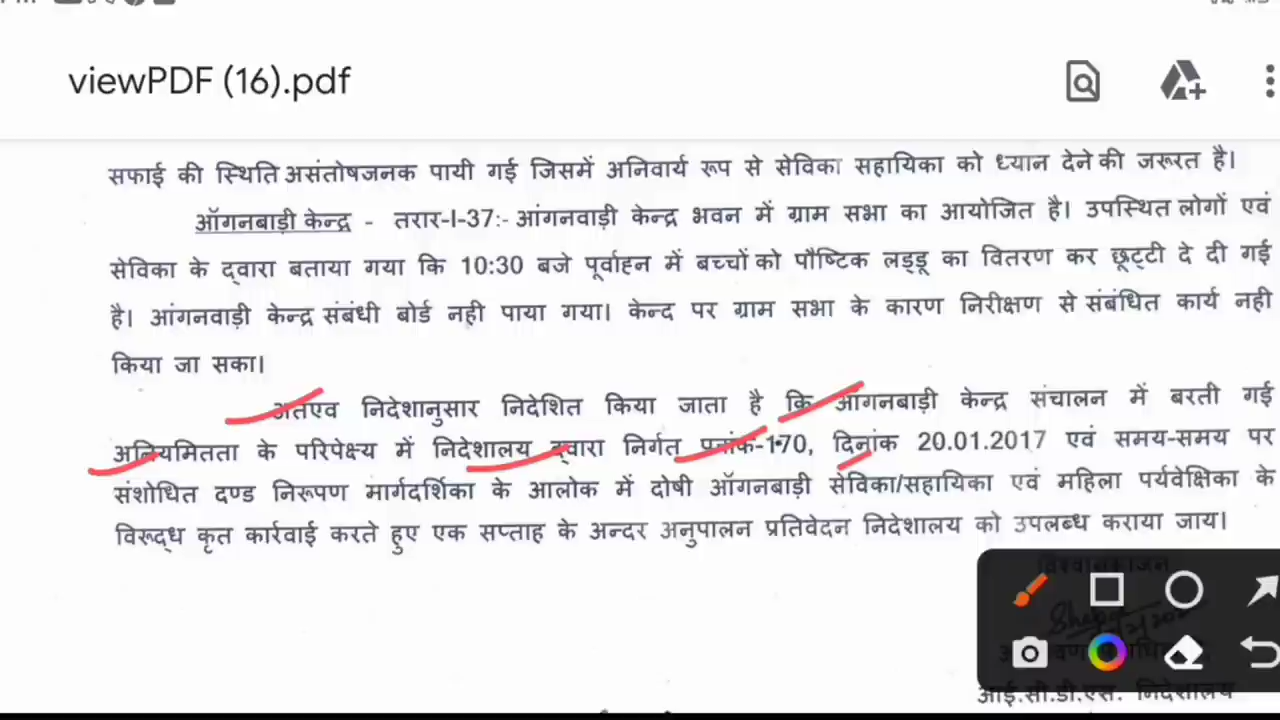 viewPDF (16).pdf
सफाई की स्थिति असंतोषजनक पायी गई जिसमें अनिवार्य रूप से सेविका सहायिका को ध्यान देने की जरूरत है।
ऑगनबाड़ी केन्द्र - तरार-I-37:- आंगनवाड़ी केन्द्र भवन में ग्राम सभा का आयोजित है। उपस्थित लोगों एवं
सेविका के द्वारा बताया गया कि 10:30 बजे पूर्वाहन में बच्चों को पौष्टिक लड्डू का वितरण कर छूट्टी दे दी गई
है। आंगनवाड़ी केन्द्र संबंधी बोर्ड नही पाया गया। केन्द पर ग्राम सभा के कारण निरीक्षण से संबंधित कार्य नही
किया जा सका।
अतएव निदेशानुसार निदेशित किया जाता है कि ऑगनबाड़ी केन्द्र संचालन में बरती गई
अनियमितता के परिपेक्ष्य में निदेशालय द्वारा निर्गत पत्रांक-170, दिनांक 20.01.2017 एवं समय-समय पर
संशोधित दण्ड निरूपण मार्गदर्शिका के आलोक में दोषी ऑगनबाड़ी सेविका/सहायिका एवं महिला पर्यवेक्षिका के
विरूद्ध कृत कार्रवाई करते हुए एक सप्ताह के अन्दर अनुपालन प्रतिवेदन निदेशालय को उपलब्ध कराया जाय।
आई.सी.डी.एस. निदेशालय